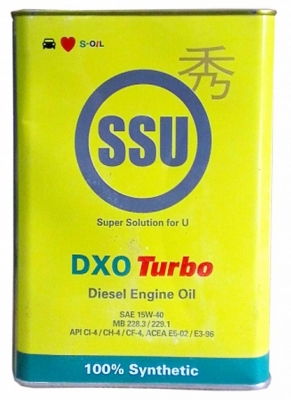 S-O/L
秀
SSU
Super Solution for U
DXO Turbo
Diesel Engine Oil
SAE 15W-40
MB 228.3 / 229.1
API CI-4 / CH-4 / CF-4, ACEA E5-02 / E3-96
100% Synthetic